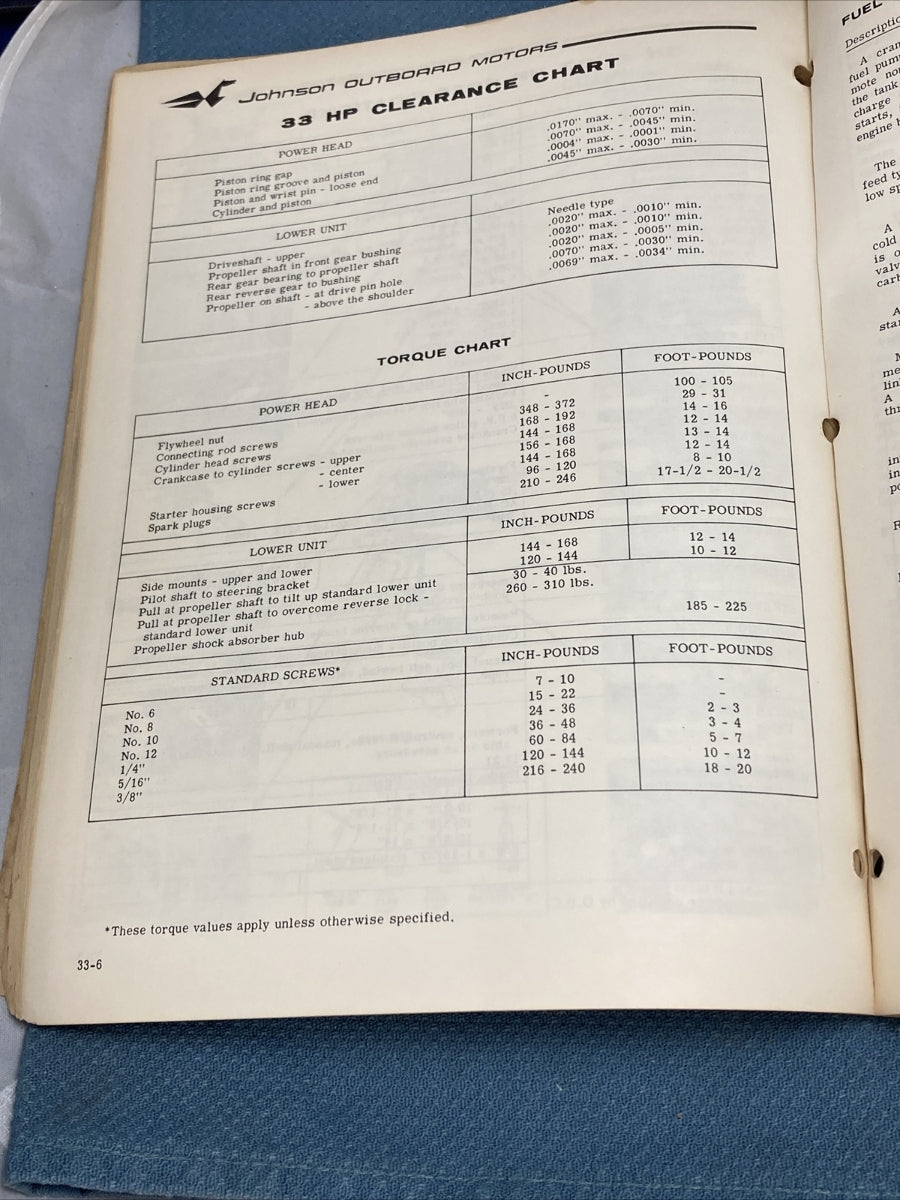 Johnson OUTBOARD MOTORS
33 HP CLEARANCE CHART
POWER HEAD
Piston ring gap .0170" max. - .0070" min.
Piston ring groove and piston .0070" max. - .0045" min.
Piston and wrist pin - loose end .0004" max. - .0001" min.
Cylinder and piston .0045" max. - .0030" min.
LOWER UNIT
Driveshaft - upper Needle type
Propeller shaft in front gear bushing .0020" max. - .0010" min.
Rear gear bearing to propeller shaft .0020" max. - .0010" min.
Rear reverse gear to bushing .0020" max. - .0005" min.
Propeller on shaft - at drive pin hole .0070" max. - .0030" min.
- above the shoulder .0069" max. - .0034" min.
TORQUE CHART
POWER HEAD INCH-POUNDS FOOT-POUNDS
Flywheel nut - 100 - 105
Connecting rod screws 348 - 372 29 - 31
Cylinder head screws 168 - 192 14 - 16
Crankcase to cylinder screws - upper 144 - 168 12 - 14
- center 156 - 168 13 - 14
- lower 144 - 168 12 - 14
Starter housing screws 96 - 120 8 - 10
Spark plugs 210 - 246 17-1/2 - 20-1/2
LOWER UNIT INCH-POUNDS FOOT-POUNDS
Side mounts - upper and lower 144 - 168 12 - 14
Pilot shaft to steering bracket 120 - 144 10 - 12
Pull at propeller shaft to tilt up standard lower unit 30 - 40 lbs.
Pull at propeller shaft to overcome reverse lock - 260 - 310 lbs.
standard lower unit
Propeller shock absorber hub 185 - 225
STANDARD SCREWS* INCH-POUNDS FOOT-POUNDS
No. 6 7 - 10 -
No. 8 15 - 22 -
No. 10 24 - 36 2 - 3
No. 12 36 - 48 3 - 4
1/4" 60 - 84 5 - 7
5/16" 120 - 144 10 - 12
3/8" 216 - 240 18 - 20
*These torque values apply unless otherwise specified.
33-6
FUEL
A
fuel
mote
the tank
charge
starts,
engine
The
feed
low
A
cold
is
A
A
in